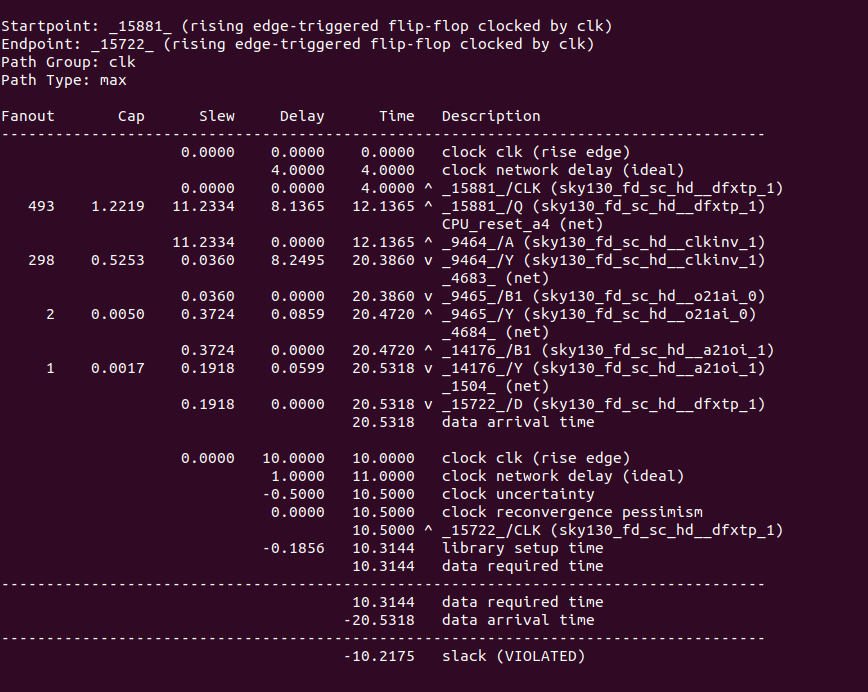 Startpoint: _15881_ (rising edge-triggered flip-flop clocked by clk)
Endpoint: _15722_ (rising edge-triggered flip-flop clocked by clk)
Path Group: clk
Path Type: max
Fanout Cap Slew Delay Time Description
-------------------------------------------------------------------------------------
0.0000 0.0000 0.0000 clock clk (rise edge)
4.0000 4.0000 clock network delay (ideal)
0.0000 0.0000 4.0000 ^ _15881_/CLK (sky130_fd_sc_hd__dfxtp_1)
493 1.2219 11.2334 8.1365 12.1365 ^ _15881_/Q (sky130_fd_sc_hd__dfxtp_1)
CPU_reset_a4 (net)
11.2334 0.0000 12.1365 ^ _9464_/A (sky130_fd_sc_hd__clkinv_1)
298 0.5253 0.0360 8.2495 20.3860 v _9464_/Y (sky130_fd_sc_hd__clkinv_1)
_4683_ (net)
0.0360 0.0000 20.3860 v _9465_/B1 (sky130_fd_sc_hd__o21ai_0)
2 0.0050 0.3724 0.0859 20.4720 ^ _9465_/Y (sky130_fd_sc_hd__o21ai_0)
_4684_ (net)
0.3724 0.0000 20.4720 ^ _14176_/B1 (sky130_fd_sc_hd__a21oi_1)
1 0.0017 0.1918 0.0599 20.5318 v _14176_/Y (sky130_fd_sc_hd__a21oi_1)
_1504_ (net)
0.1918 0.0000 20.5318 v _15722_/D (sky130_fd_sc_hd__dfxtp_1)
20.5318 data arrival time
0.0000 10.0000 10.0000 clock clk (rise edge)
1.0000 11.0000 clock network delay (ideal)
-0.5000 10.5000 clock uncertainty
0.0000 10.5000 clock reconvergence pessimism
10.5000 ^ _15722_/CLK (sky130_fd_sc_hd__dfxtp_1)
-0.1856 10.3144 library setup time
10.3144 data required time
-------------------------------------------------------------------------------------
10.3144 data required time
-20.5318 data arrival time
-------------------------------------------------------------------------------------
-10.2175 slack (VIOLATED)